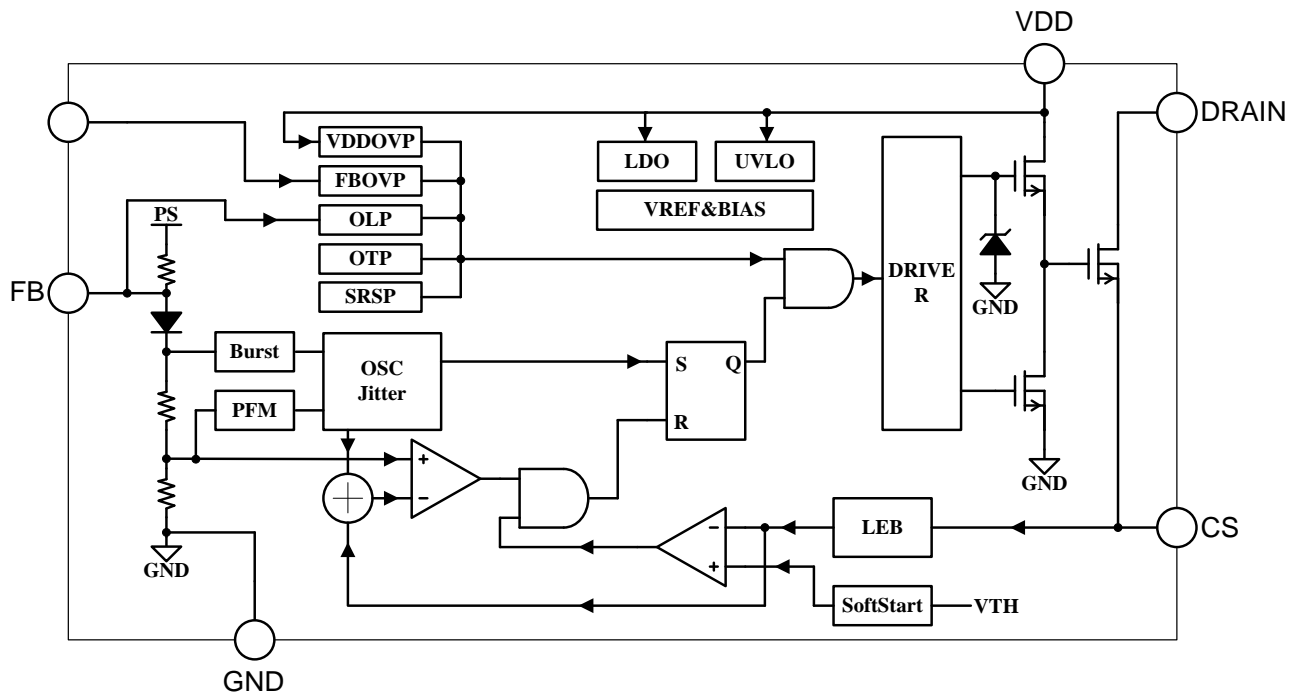 VDD
DRAIN
VDDOVP
LDO
UVLO
FBOVP
VREF&BIAS
PS
OLP
OTP
DRIVE
R
FB
SRSP
GND
Burst
OSC
Jitter
S
Q
PFM
R
+
−
GND
LEB
−
CS
+
GND
SoftStart
VTH
GND